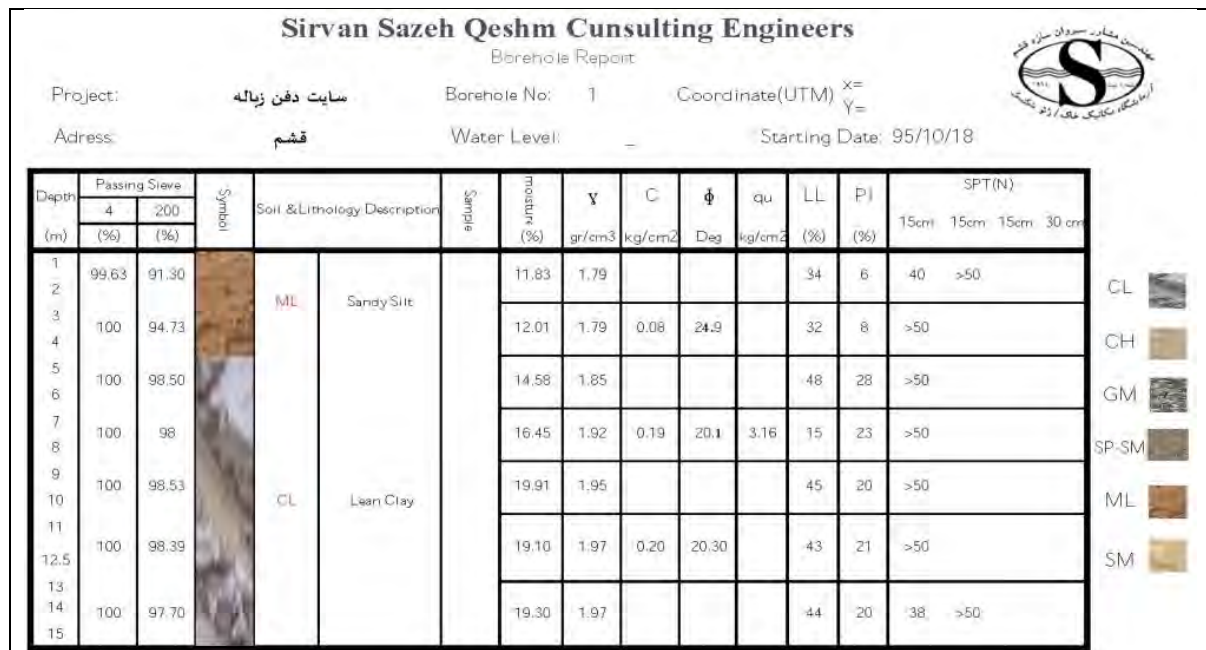 Sirvan Sazeh Qeshm Cunsulting Engineers
Borehole Report
Project: سایت دفن زباله Borehole No: 1 Coordinate(UTM) X=
Y=
Adress: قشم Water Level: _ Starting Date: 95/10/18
Depth (m) Passing Sieve 4 (%) 200 (%) Symbol Soil &Lithology Description Sample moisture (%) γ gr/cm3 C kg/cm2 ϕ Deg qu kg/cm2 LL (%) PI (%) SPT(N) 15cm 15cm 15cm 30 cm
1
2 99.63 91.30 11.83 1.79 34 6 40 >50
ML Sandy Silt
3
4 100 94.73 12.01 1.79 0.08 24.9 32 8 >50
5
6 100 98.50 14.58 1.85 48 28 >50
7
8 100 98 16.45 1.92 0.19 20.1 3.16 15 23 >50
9
10 100 98.53 19.91 1.95 45 20 >50
CL Lean Clay
11
12.5 100 98.39 19.10 1.97 0.20 20.30 43 21 >50
13
14 100 97.70 19.30 1.97 44 20 38 >50
15
CL
CH
GM
SP-SM
ML
SM